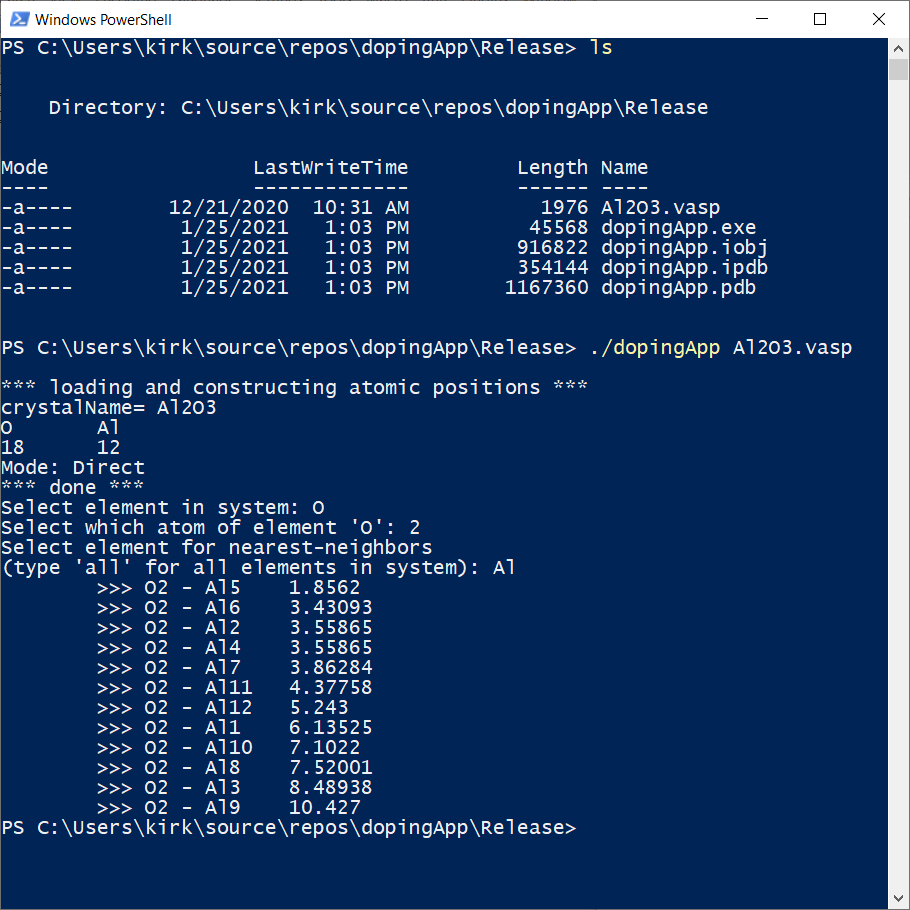 Windows PowerShell
PS C:\Users\kirk\source\repos\dopingApp\Release> ls
Directory: C:\Users\kirk\source\repos\dopingApp\Release
Mode                 LastWriteTime         Length Name
----                 -------------         ------ ----
-a----        12/21/2020  10:31 AM           1976 Al2O3.vasp
-a----         1/25/2021   1:03 PM          45568 dopingApp.exe
-a----         1/25/2021   1:03 PM         916822 dopingApp.iobj
-a----         1/25/2021   1:03 PM         354144 dopingApp.ipdb
-a----         1/25/2021   1:03 PM        1167360 dopingApp.pdb
PS C:\Users\kirk\source\repos\dopingApp\Release> ./dopingApp Al2O3.vasp
*** loading and constructing atomic positions ***
crystalName= Al2O3
O       Al
18      12
Mode: Direct
*** done ***
Select element in system: O
Select which atom of element 'O': 2
Select element for nearest-neighbors
(type 'all' for all elements in system): Al
>>> O2 - Al5    1.8562
>>> O2 - Al6    3.43093
>>> O2 - Al2    3.55865
>>> O2 - Al4    3.55865
>>> O2 - Al7    3.86284
>>> O2 - Al11   4.37758
>>> O2 - Al12   5.243
>>> O2 - Al1    6.13525
>>> O2 - Al10   7.1022
>>> O2 - Al8    7.52001
>>> O2 - Al3    8.48938
>>> O2 - Al9    10.427
PS C:\Users\kirk\source\repos\dopingApp\Release>